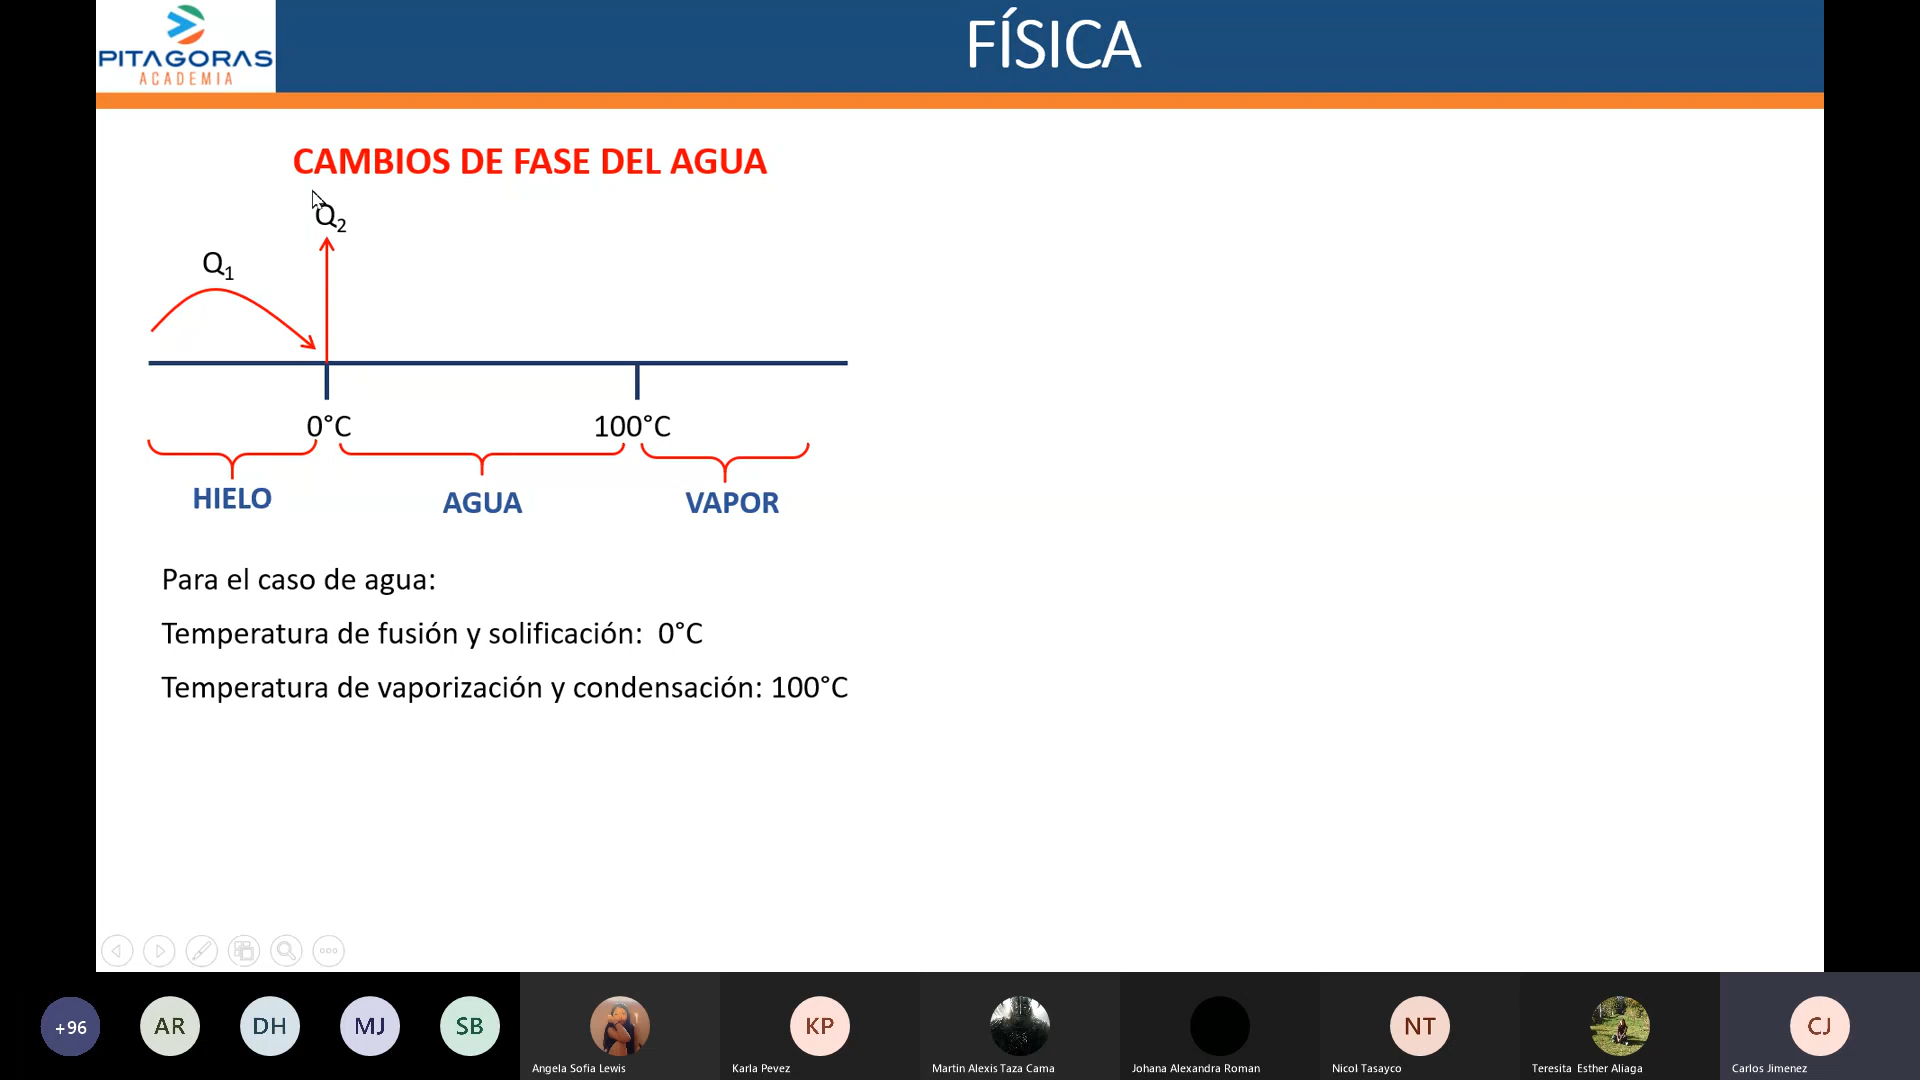 PITAGORAS
ACADEMIA
FÍSICA
CAMBIOS DE FASE DEL AGUA
Q2
Q1
0°C
100°C
HIELO
AGUA
VAPOR
Para el caso de agua:
Temperatura de fusión y solificación: 0°C
Temperatura de vaporización y condensación: 100°C
+96
AR
DH
MJ
SB
KP
NT
CJ
Angela Sofia Lewis
Karla Pevez
Martin Alexis Taza Cama
Johana Alexandra Roman
Nicol Tasayco
Teresita Esther Aliaga
Carlos Jimenez